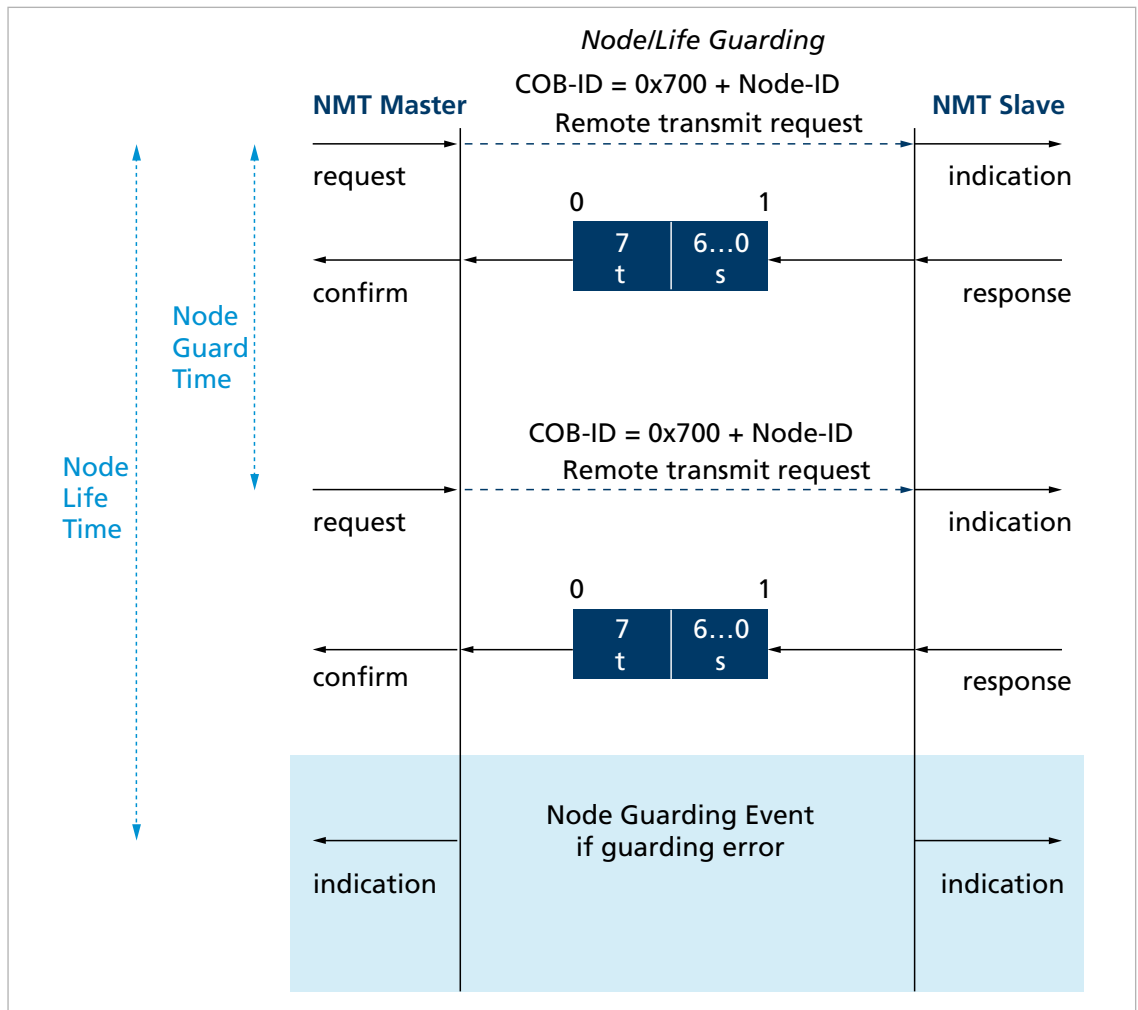 Node/Life Guarding
COB-ID = 0x700 + Node-ID
NMT Master
NMT Slave
Remote transmit request
request
indication
0 1
7 6...0
t s
confirm
response
Node
Guard
Time
COB-ID = 0x700 + Node-ID
Remote transmit request
Node
Life
Time
request
indication
0 1
7 6...0
t s
confirm
response
Node Guarding Event
if guarding error
indication
indication